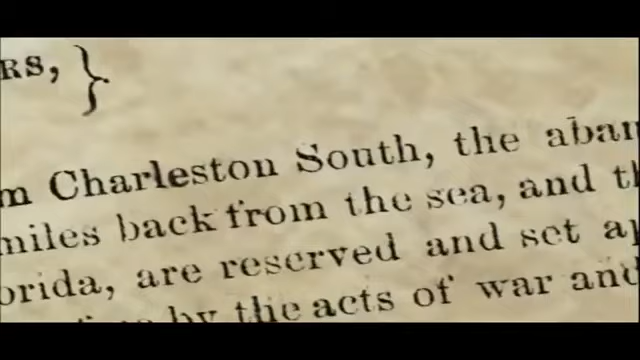 RS, }
m Charleston South, the aban
miles back from the sea, and th
orida, are reserved and set ap
by the acts of war and